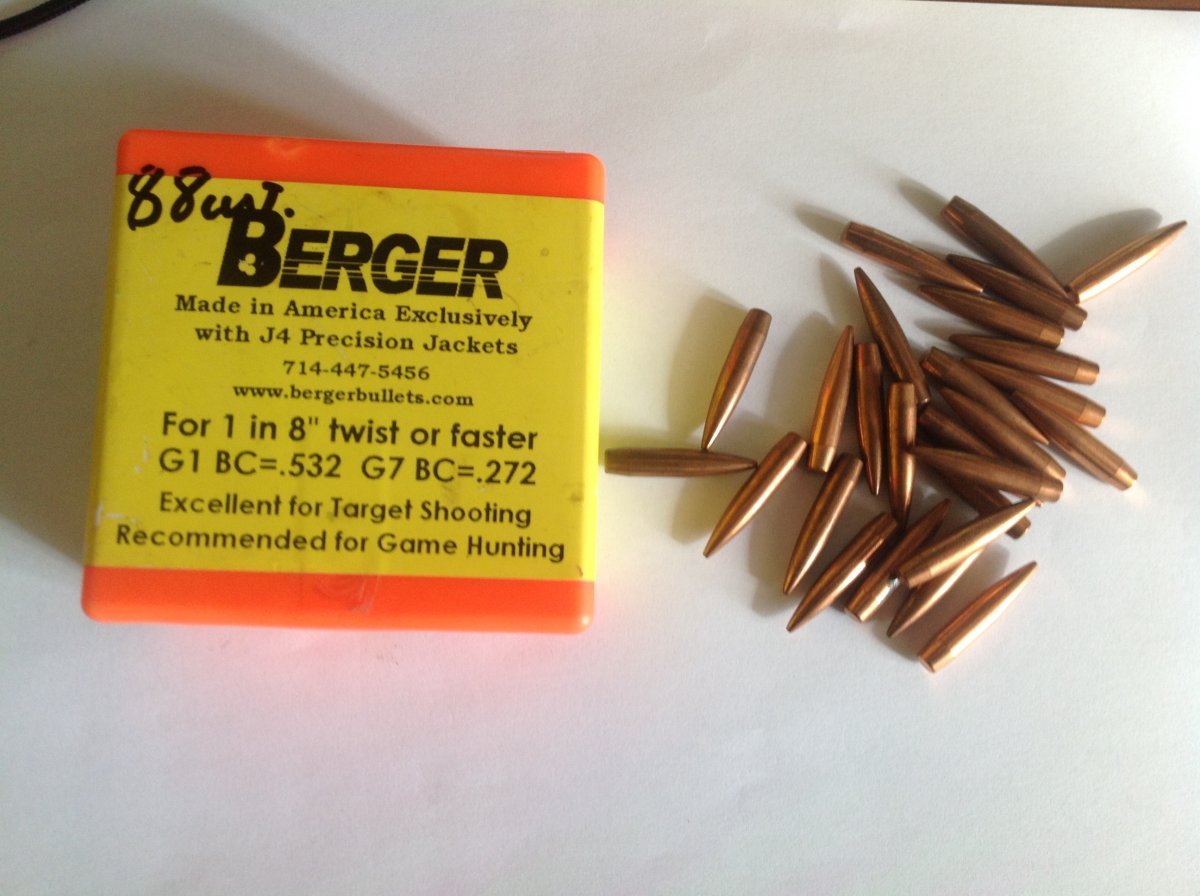 88 cnt.
BERGER
Made in America Exclusively
with J4 Precision Jackets
714-447-5456
www.bergerbullets.com
For 1 in 8" twist or faster
G1 BC=.532 G7 BC=.272
Excellent for Target Shooting
Recommended for Game Hunting